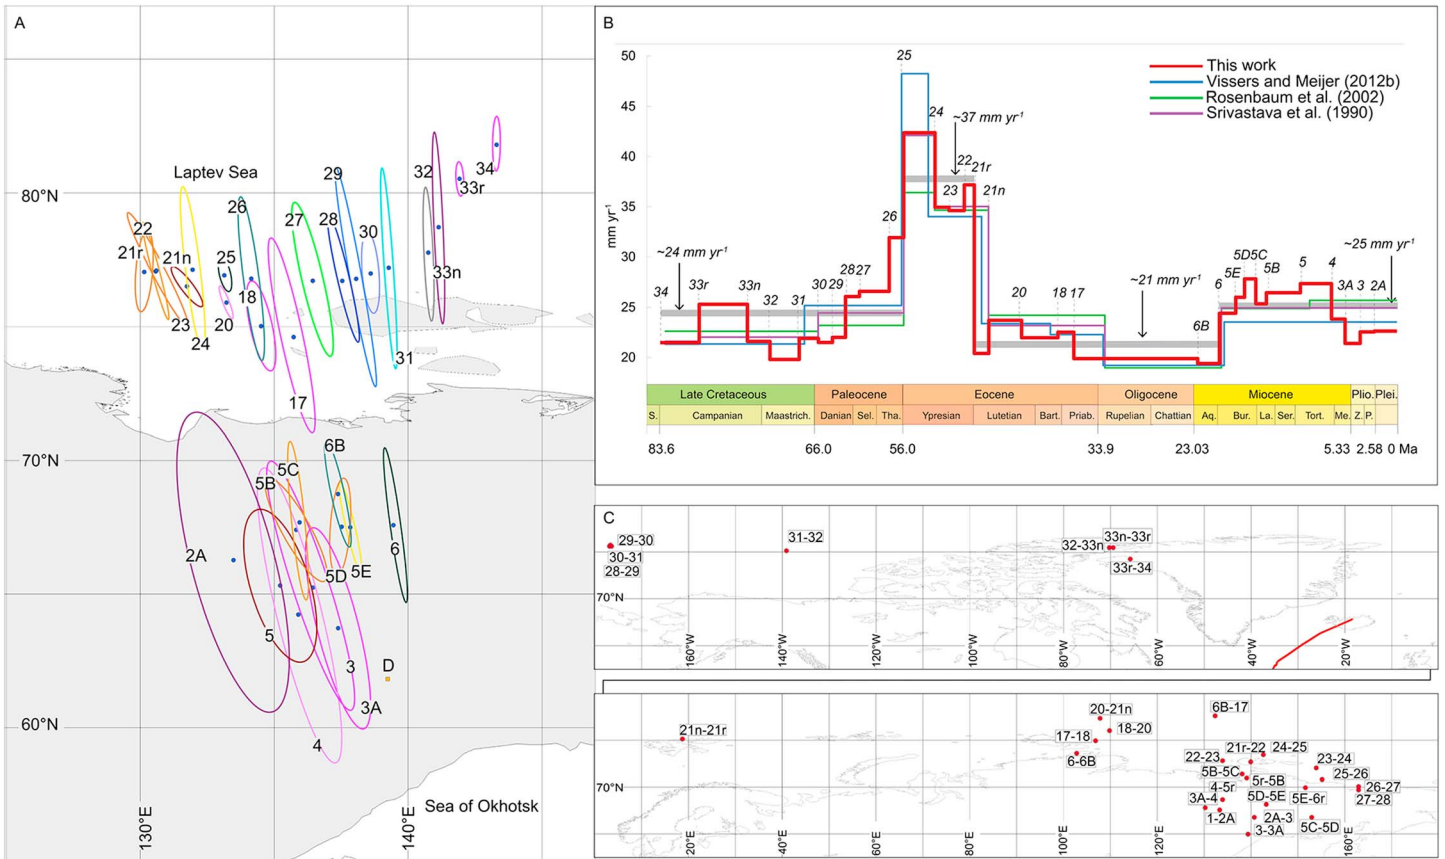 A
Laptev Sea
80°N
70°N
60°N
130°E
140°E
Sea of Okhotsk
22
21r
21n
23
24
25
20
26
18
17
27
29
28
30
31
32
33n
33r
34
6B
5C
5B
2A
5
5D
5E
6
3
3A
4
D
B
50
45
40
35
30
25
20
mm yr-1
This work
Vissers and Meijer (2012b)
Rosenbaum et al. (2002)
Srivastava et al. (1990)
~24 mm yr-1
~37 mm yr-1
~21 mm yr-1
~25 mm yr-1
34
33r
33n
32
31
30
29
28
27
26
25
24
23
22
21r
21n
20
18
17
6B
6
5E
5D
5C
5B
5
4
3A
3
2A
Late Cretaceous
Paleocene
Eocene
Oligocene
Miocene
Plio.
Plei.
S.
Campanian
Maastrich.
Danian
Sel.
Tha.
Ypresian
Lutetian
Bart.
Priab.
Rupelian
Chattian
Aq.
Bur.
La.
Ser.
Tort.
Me.
Z.
P.
83.6
66.0
56.0
33.9
23.03
5.33
2.58
0 Ma
C
29-30
30-31
28-29
31-32
32-33n
33n-33r
33r-34
70°N
160°W
140°W
120°W
100°W
80°W
60°W
40°W
20°W
21n-21r
20-21n
17-18
18-20
6-6B
6B-17
22-23
21r-22
24-25
23-24
5B-5C
5r-5B
25-26
4-5r
26-27
3A-4
5D-5E
5E-6r
27-28
1-2A
2A-3
5C-5D
3-3A
70°N
20°E
40°E
60°E
80°E
100°E
120°E
140°E
160°E